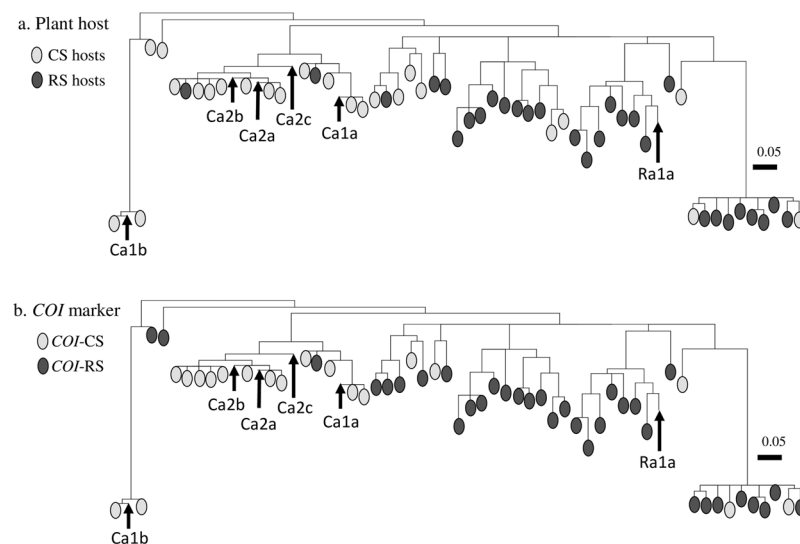 a. Plant host
CS hosts
RS hosts
Ca2b
Ca2a
Ca2c
Ca1a
Ra1a
0.05
Ca1b
b. COI marker
COI-CS
COI-RS
Ca2b
Ca2a
Ca2c
Ca1a
Ra1a
0.05
Ca1b